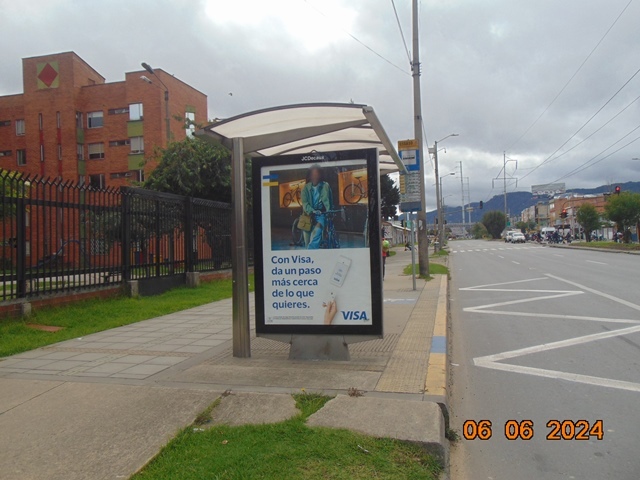 JCDecaux
Con Visa,
da un paso
más cerca
de lo que
quieres.
VISA
06 06 2024